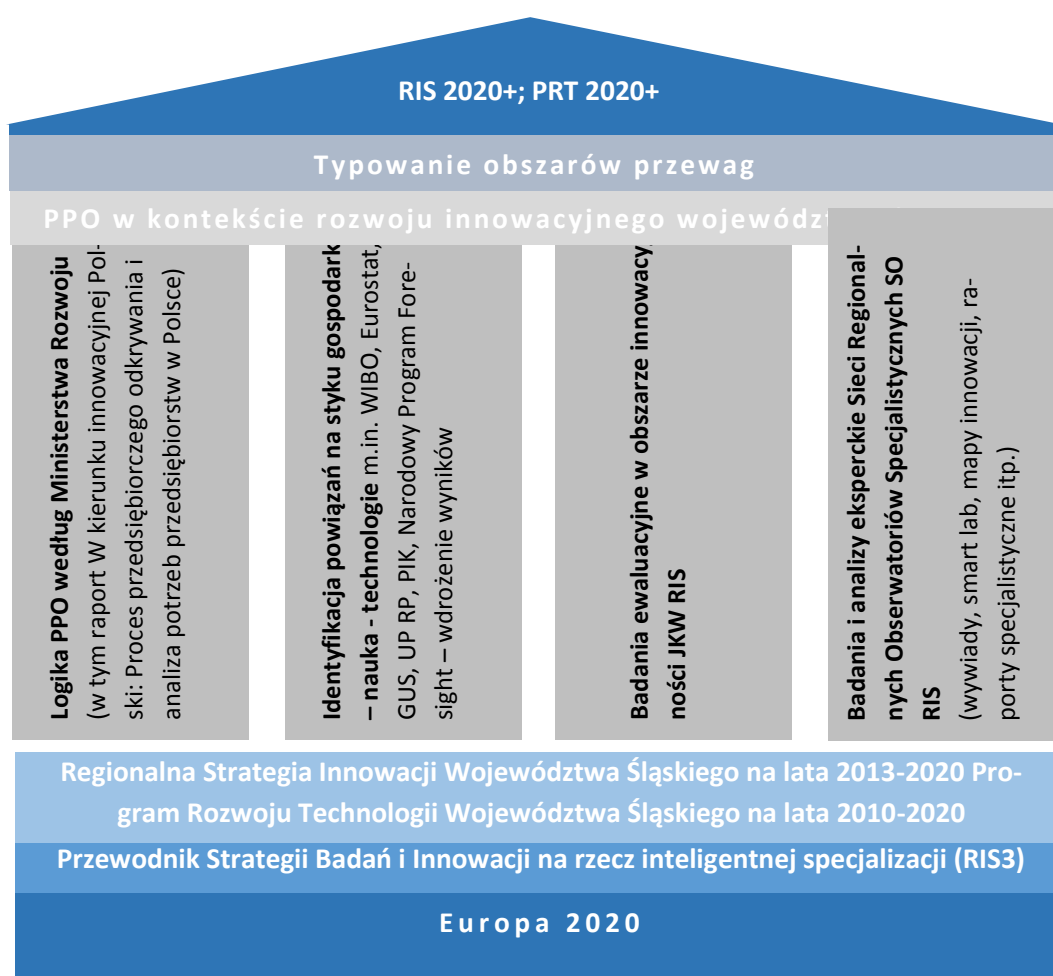 RIS 2020+; PRT 2020+
Typowanie obszarów przewag
PPO w kontekście rozwoju innowacyjnego
Logika PPO według Ministerstwa Rozwoju
(w tym raport W kierunku innowacyjnej Pol-
ski: Proces przedsiębiorczego odkrywania i
analiza potrzeb przedsiębiorstw w Polsce)
Identyfikacja powiązań na styku gospodark
– nauka - technologie m.in. WIBO, Eurostat,
GUS, UP RP, PIK, Narodowy Program Fore-
sight – wdrożenie wyników
Badania ewaluacyjne w obszarze innowacyj
ności JKW RIS
Badania i analizy eksperckie Sieci Regional-
nych Obserwatoriów Specjalistycznych SO
RIS
(wywiady, smart lab, mapy innowacji, ra-
porty specjalistyczne itp.)
Regionalna Strategia Innowacji Województwa Śląskiego na lata 2013-2020 Pro-
gram Rozwoju Technologii Województwa Śląskiego na lata 2010-2020
Przewodnik Strategii Badań i Innowacji na rzecz inteligentnej specjalizacji (RIS3)
Europa 2020